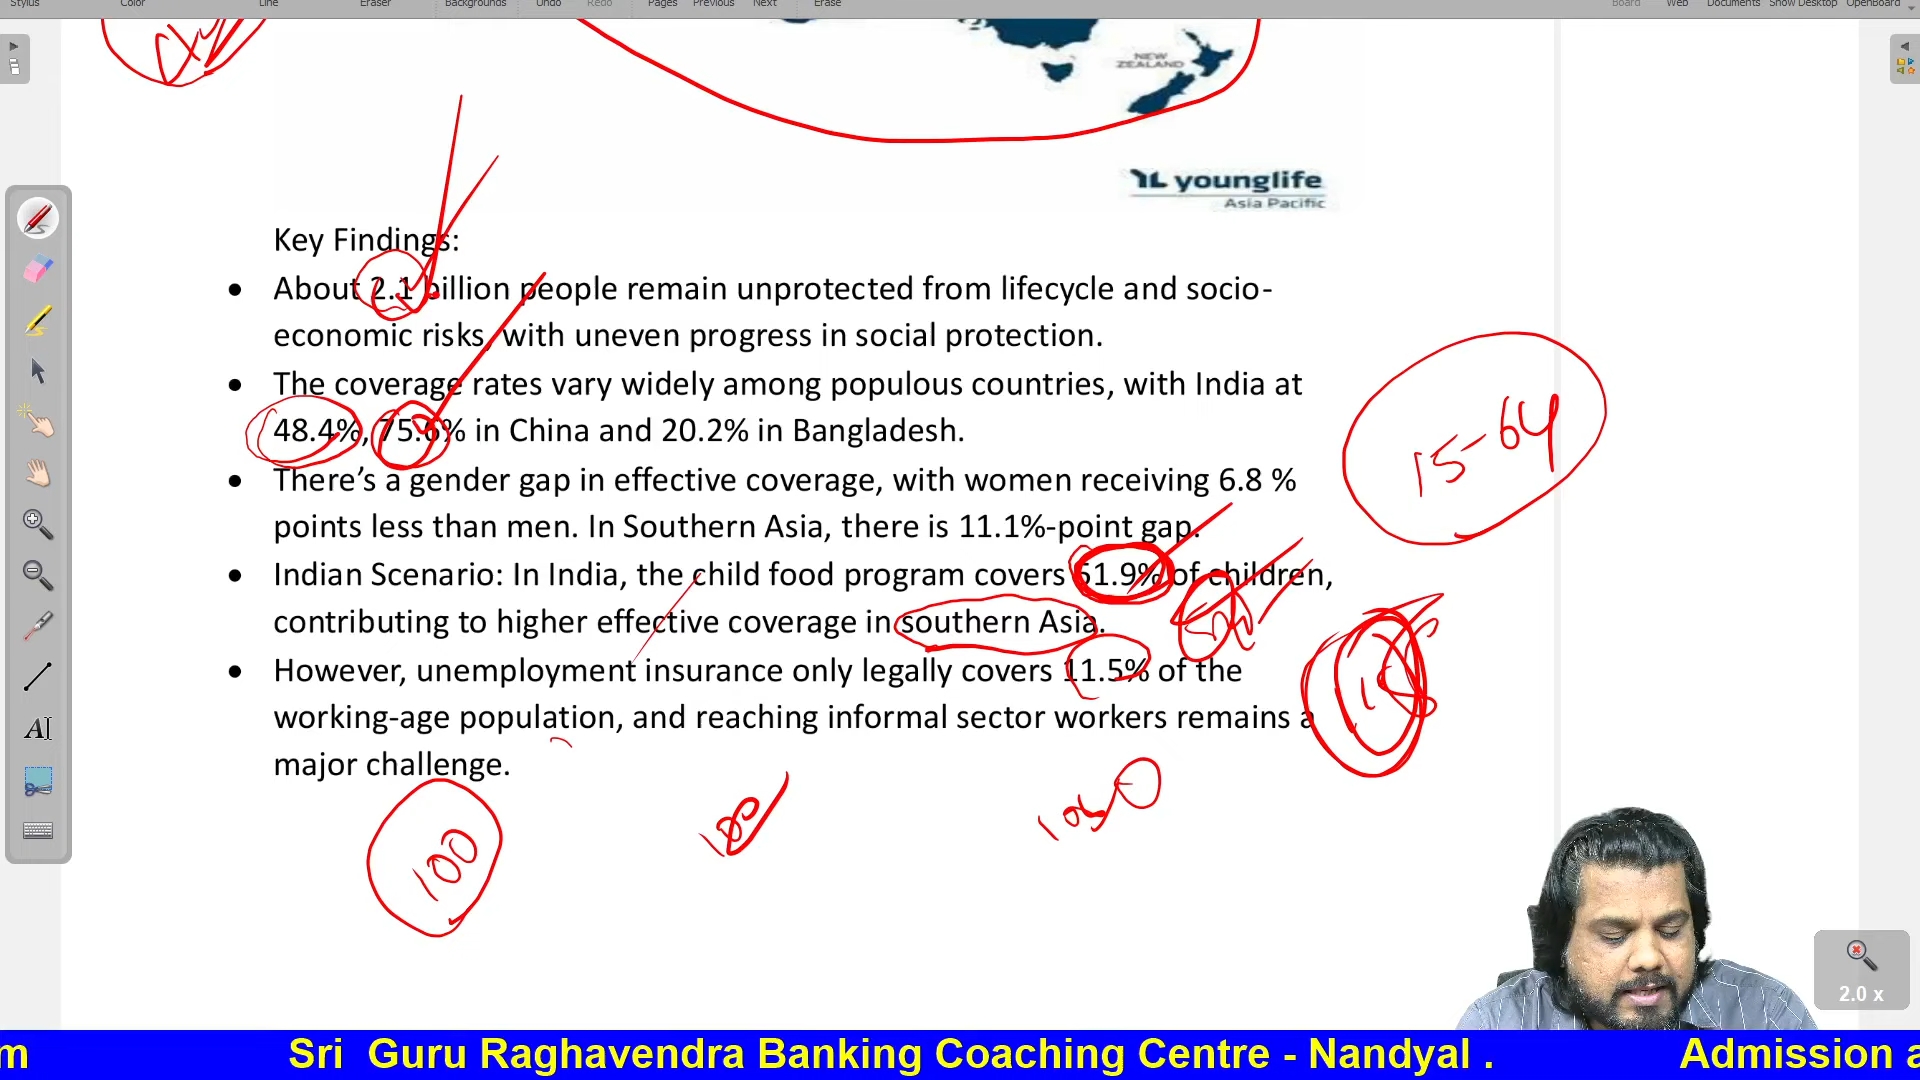 Stylus Color Line Eraser Backgrounds Undo Redo Pages Previous Next Erase Board Web Documents Show Desktop OpenBoard
NEW
ZEALAND
younglife
Asia Pacific
Key Findings:
• About 2.1 billion people remain unprotected from lifecycle and socio-
economic risks, with uneven progress in social protection.
• The coverage rates vary widely among populous countries, with India at
48.4%, 75.6% in China and 20.2% in Bangladesh.
• There's a gender gap in effective coverage, with women receiving 6.8 %
points less than men. In Southern Asia, there is 11.1%-point gap.
• Indian Scenario: In India, the child food program covers 51.9% of children,
contributing to higher effective coverage in southern Asia.
• However, unemployment insurance only legally covers 11.5% of the
working-age population, and reaching informal sector workers remains a
major challenge.
15-64
100
100
2.0 x
m Sri Guru Raghavendra Banking Coaching Centre - Nandyal . Admission a